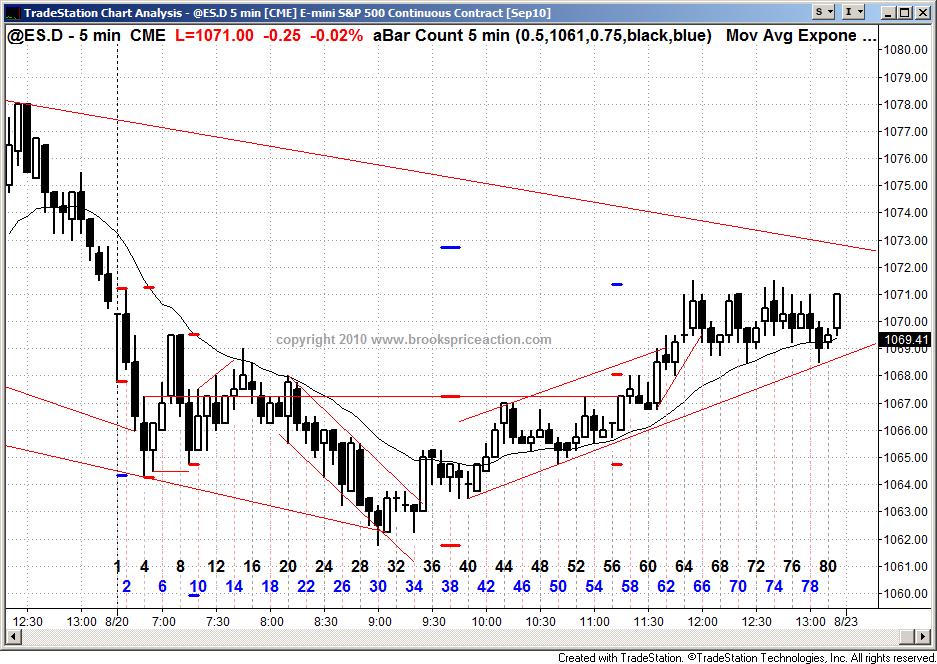 TradeStation Chart Analysis - @ES.D 5 min [CME] E-mini S&P 500 Continuous Contract [Sep10]
S I
@ES.D - 5 min CME L=1071.00 -0.25 -0.02% aBar Count 5 min (0.5,1061,0.75,black,blue) Mov Avg Expone ...
1080.00
1079.00
1078.00
1077.00
1076.00
1075.00
1074.00
1073.00
1072.00
1071.00
1070.00
copyright 2010 www.brookspriceaction.com
1069.41
1069.00
1068.00
1067.00
1066.00
1065.00
1064.00
1063.00
1062.00
1061.00
1 4 8 12 16 20 24 28 32 36 40 44 48 52 56 60 64 68 72 76 80
2 6 10 14 18 22 26 30 34 38 42 46 50 54 58 62 66 70 74 78
1060.00
12:30 13:00 8/20 7:00 7:30 8:00 8:30 9:00 9:30 10:00 10:30 11:00 11:30 12:00 12:30 13:00 8/23
Created with TradeStation. ©TradeStation Technologies, Inc. All rights reserved.